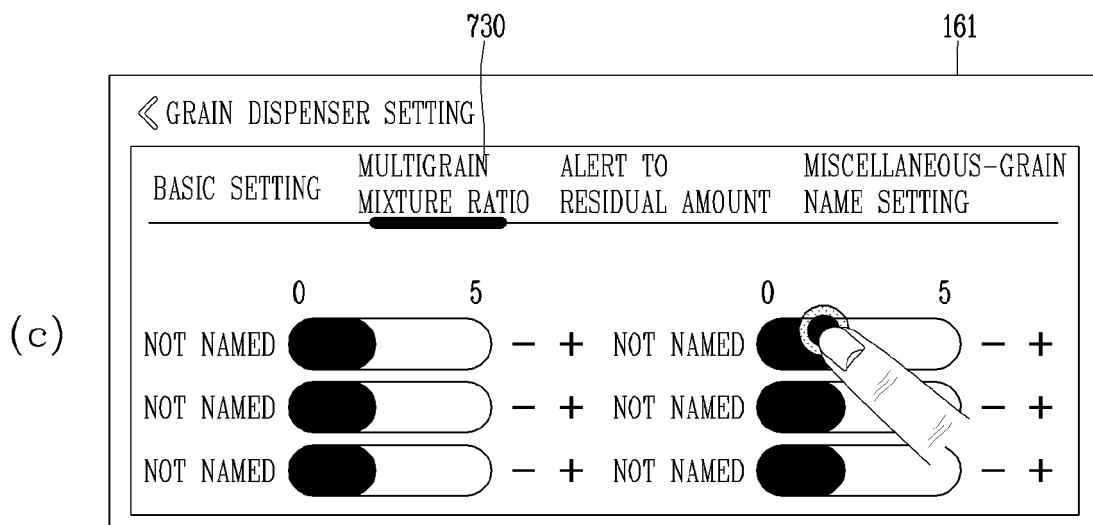 730 161
GRAIN DISPENSER SETTING
BASIC SETTING MULTIGRAIN MIXTURE RATIO ALERT TO RESIDUAL AMOUNT MISCELLANEOUS-GRAIN NAME SETTING
0 5 0 5
(c)
NOT NAMED - + NOT NAMED - +
NOT NAMED - + NOT NAMED - +
NOT NAMED - + NOT NAMED - +